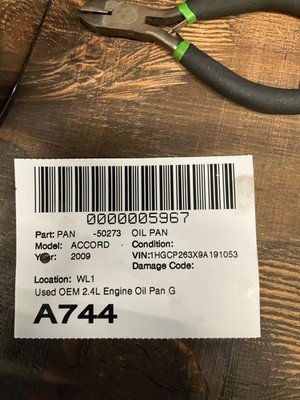 0000005967
Part: PAN -50273 OIL PAN
Model: ACCORD Condition:
Year: 2009 VIN:1HGCP263X9A191053
Damage Code:
Location: WL1
Used OEM 2.4L Engine Oil Pan G
A744